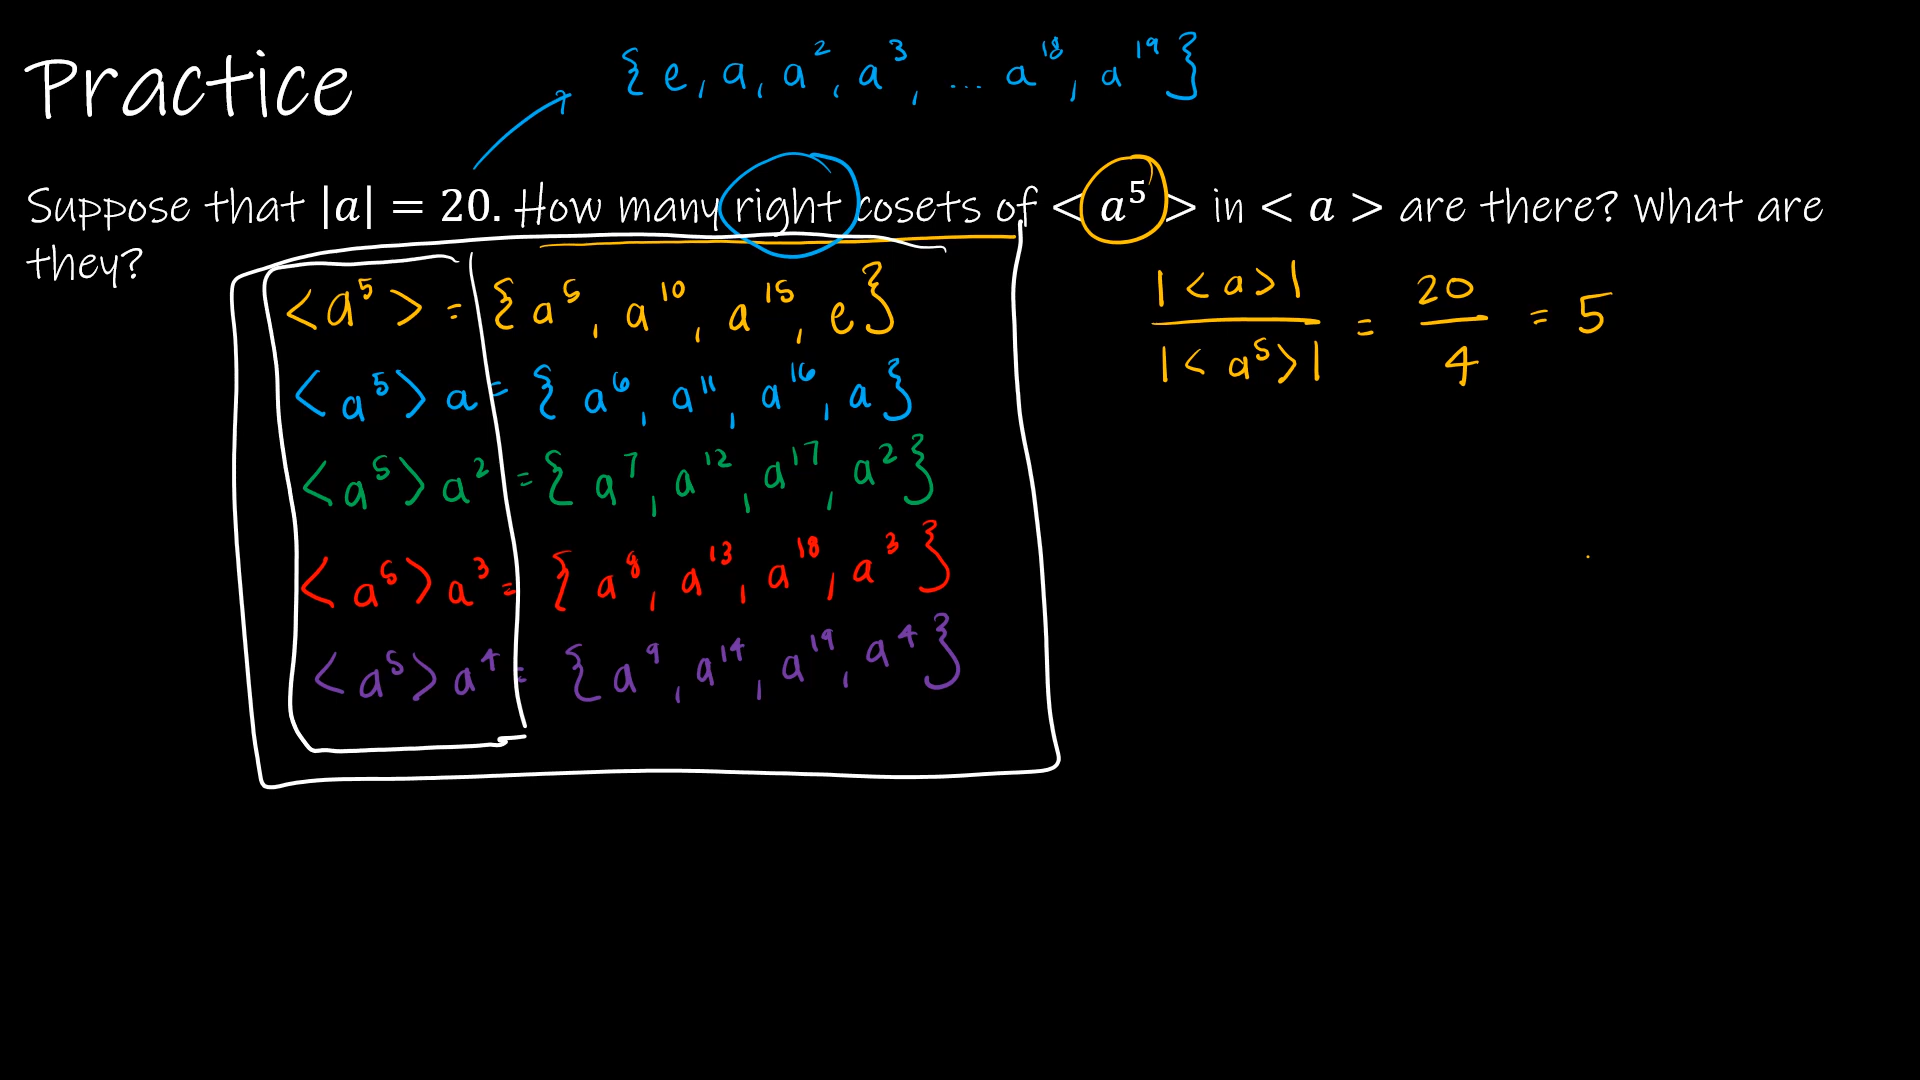 Practice
{ e, a, a², a³, ... a¹⁸, a¹⁹ }
Suppose that |a| = 20. How many right cosets of < a⁵ > in < a > are there? What are
they?
<a⁵> = { a⁵, a¹⁰, a¹⁵, e }
<a⁵> a = { a⁶, a¹¹, a¹⁶, a }
<a⁵> a² = { a⁷, a¹², a¹⁷, a² }
<a⁵> a³ = { a⁸, a¹³, a¹⁸, a³ }
<a⁵> a⁴ = { a⁹, a¹⁴, a¹⁹, a⁴ }
|<a>| / |<a⁵>| = 20 / 4 = 5